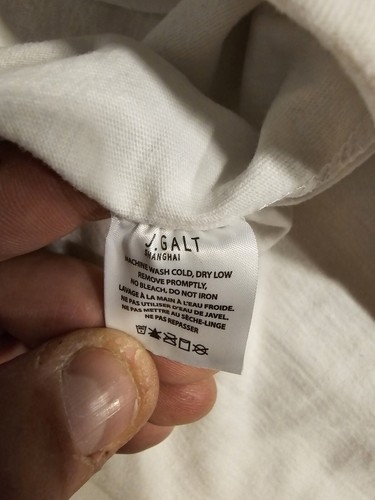 J.GALT
SHANGHAI
MACHINE WASH COLD, DRY LOW
REMOVE PROMPTLY,
NO BLEACH, DO NOT IRON
LAVAGE À LA MAIN À L'EAU FROIDE.
NE PAS UTILISER D'EAU DE JAVEL.
NE PAS METTRE AU SÈCHE-LINGE
NE PAS REPASSER